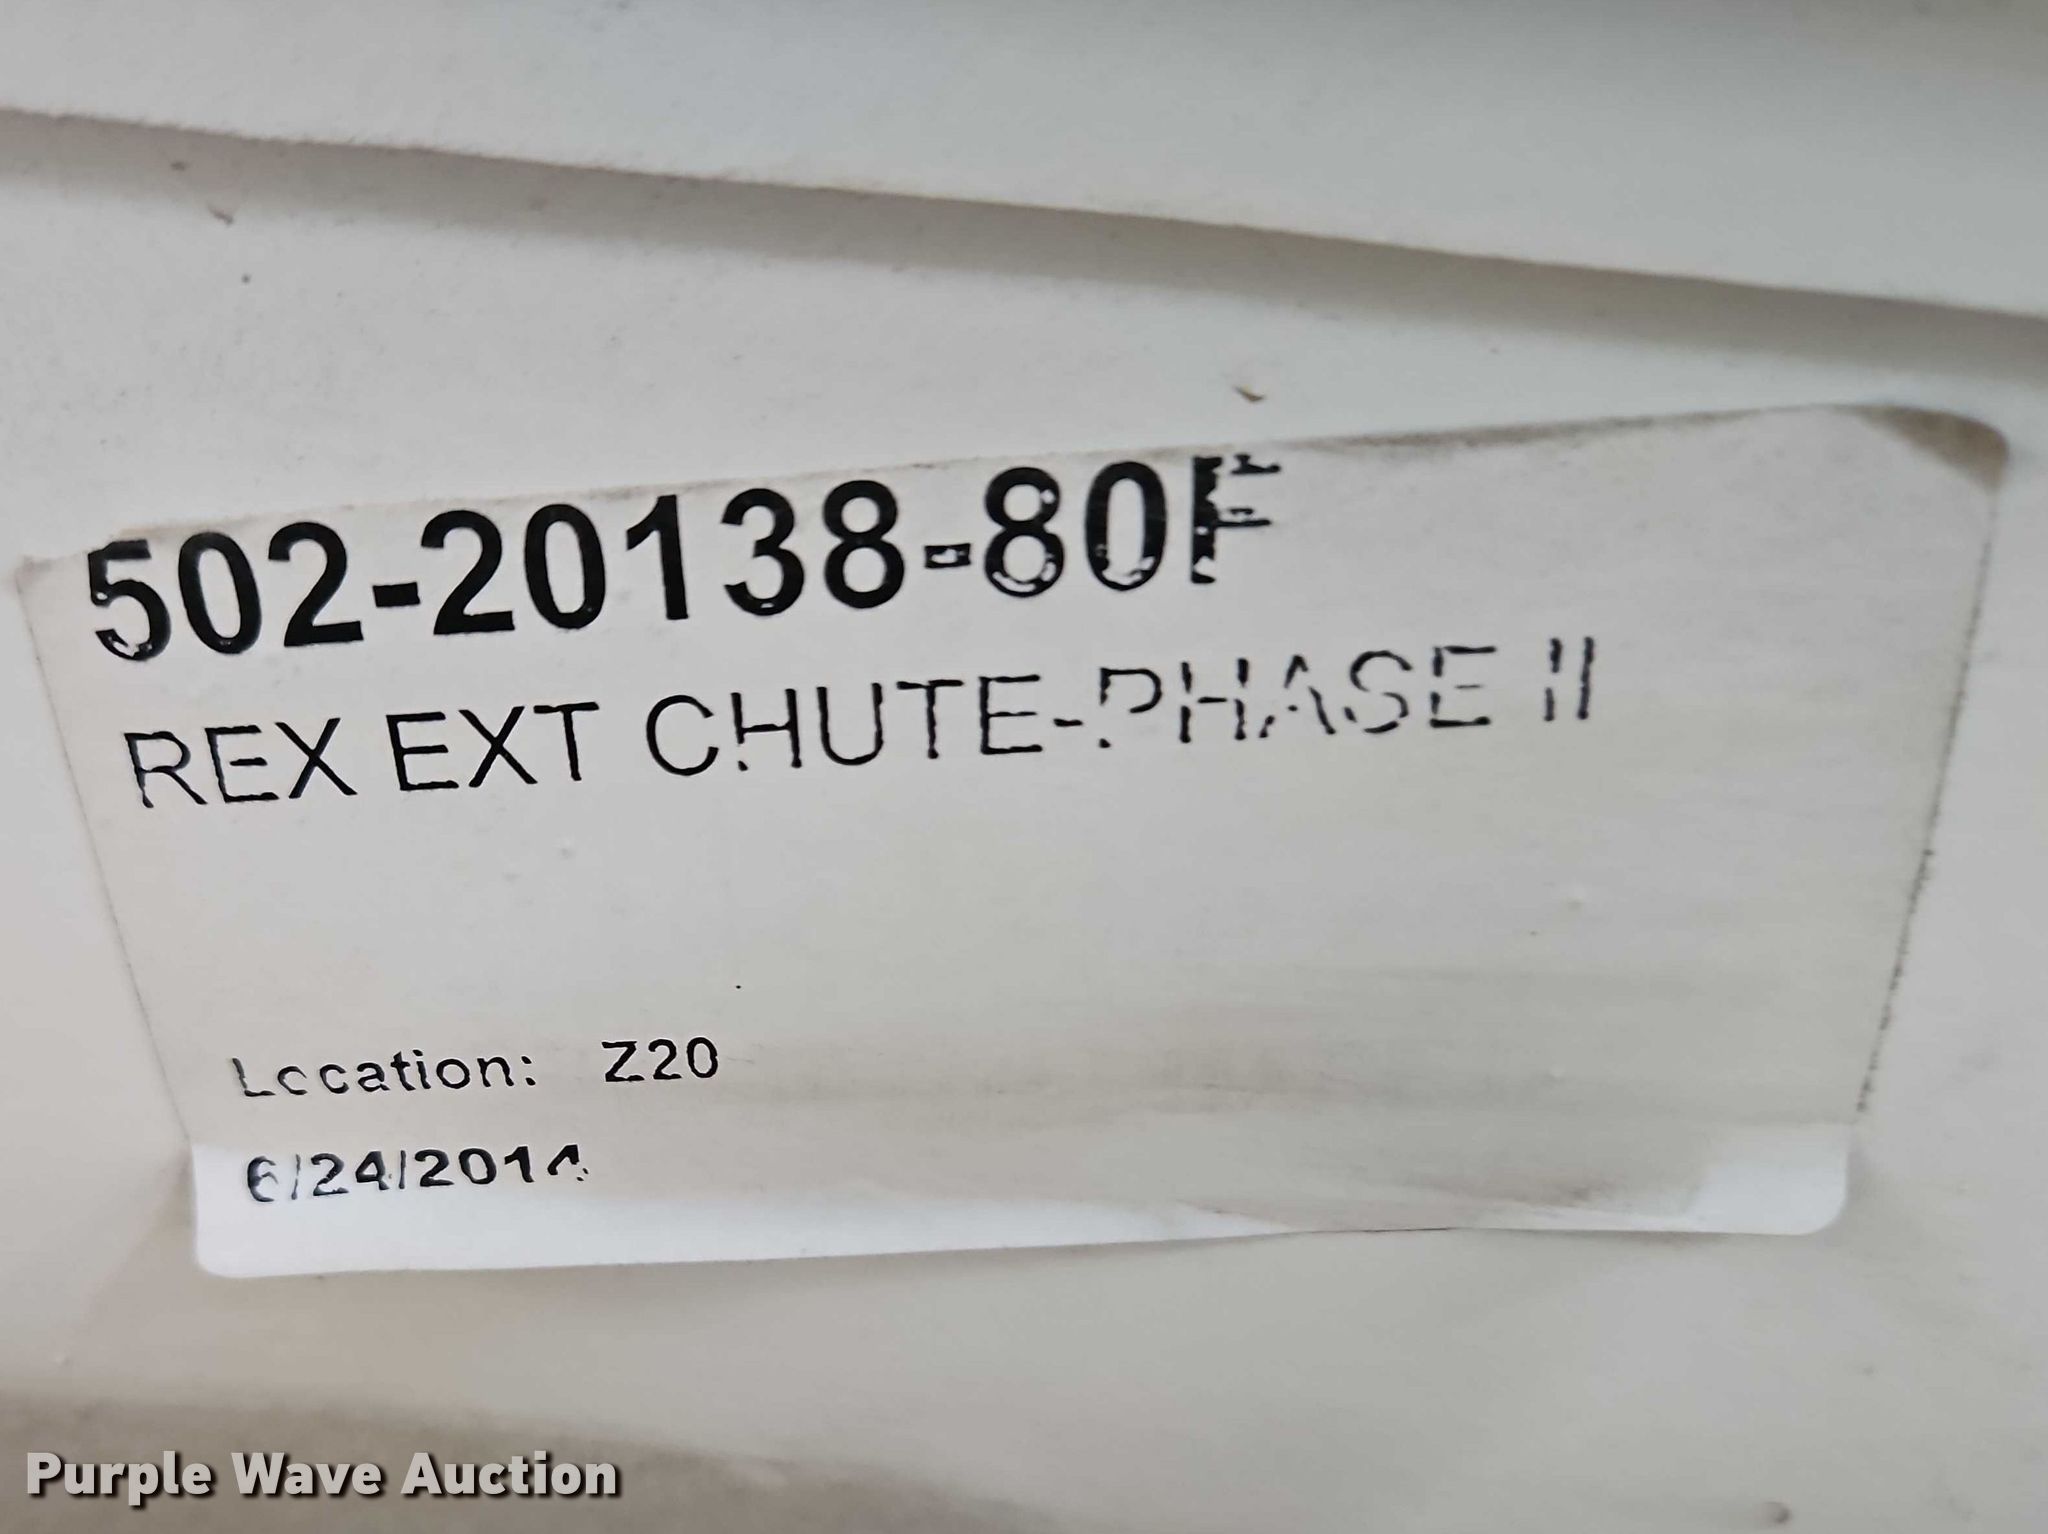 502-20138-80F
REX EXT CHUTE-PHASE II
Location: Z20
6/24/2014
Purple Wave Auction